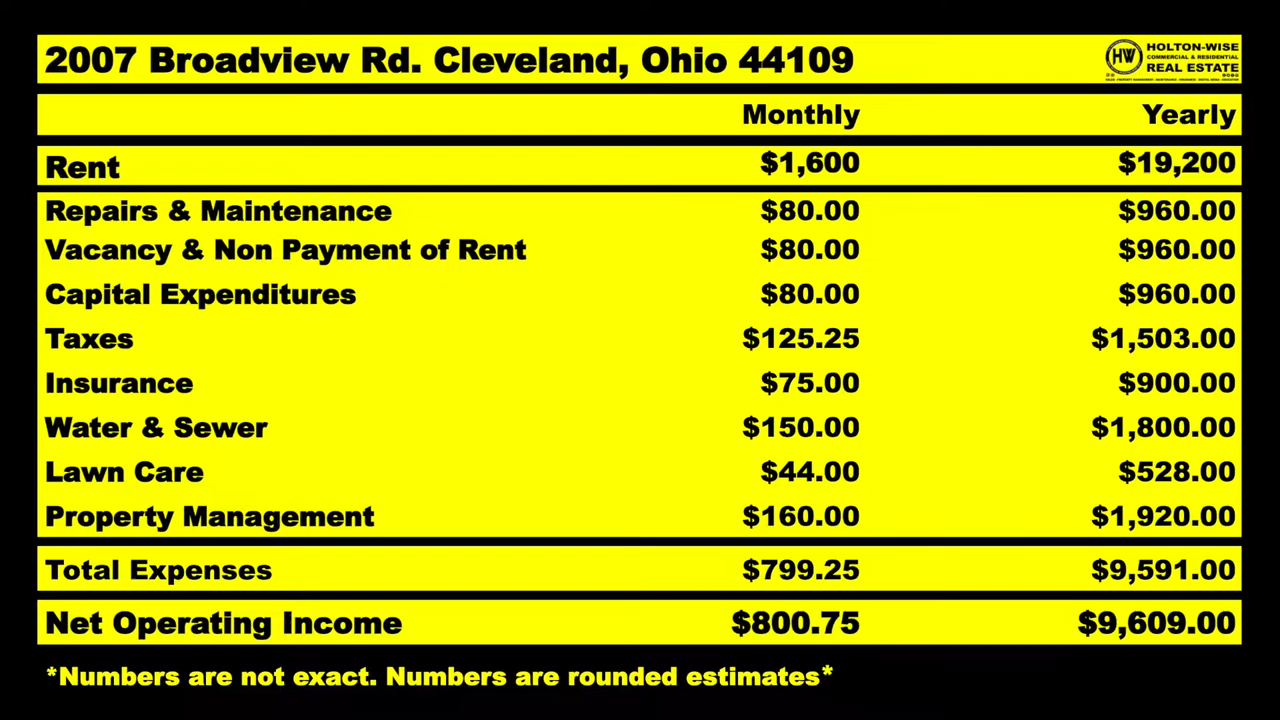 2007 Broadview Rd. Cleveland, Ohio 44109
HW
HOLTON-WISE
COMMERCIAL & RESIDENTIAL
REAL ESTATE
Monthly Yearly
Rent $1,600 $19,200
Repairs & Maintenance $80.00 $960.00
Vacancy & Non Payment of Rent $80.00 $960.00
Capital Expenditures $80.00 $960.00
Taxes $125.25 $1,503.00
Insurance $75.00 $900.00
Water & Sewer $150.00 $1,800.00
Lawn Care $44.00 $528.00
Property Management $160.00 $1,920.00
Total Expenses $799.25 $9,591.00
Net Operating Income $800.75 $9,609.00
*Numbers are not exact. Numbers are rounded estimates*